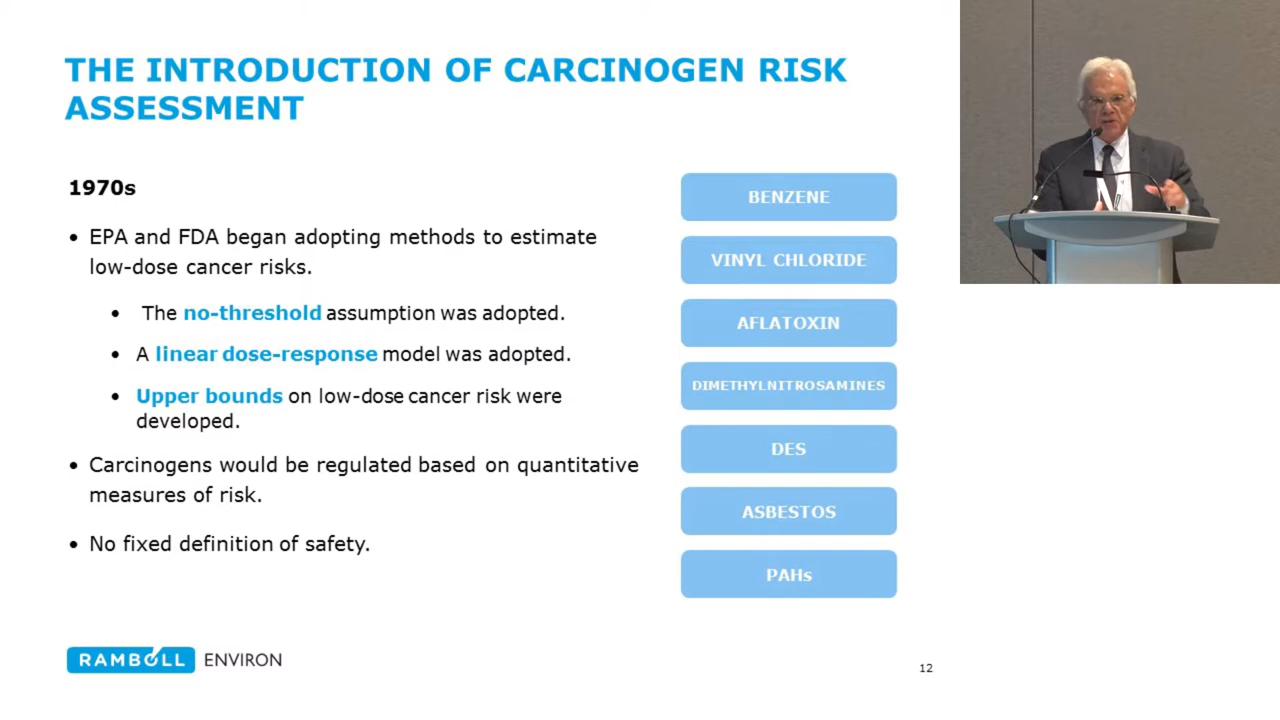 THE INTRODUCTION OF CARCINOGEN RISK
ASSESSMENT
1970s
• EPA and FDA began adopting methods to estimate
low-dose cancer risks.
• The no-threshold assumption was adopted.
• A linear dose-response model was adopted.
• Upper bounds on low-dose cancer risk were
developed.
• Carcinogens would be regulated based on quantitative
measures of risk.
• No fixed definition of safety.
BENZENE
VINYL CHLORIDE
AFLATOXIN
DIMETHYLNITROSAMINES
DES
ASBESTOS
PAHs
RAMBOLL ENVIRON
12